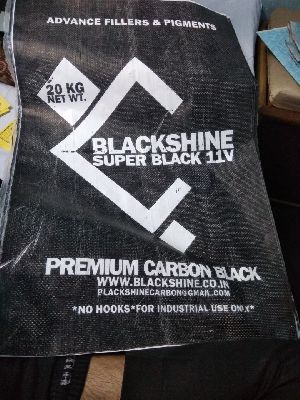 ADVANCE FILLERS & PIGMENTS
20 KG
NET WT.
BLACKSHINE
SUPER BLACK 11V
PREMIUM CARBON BLACK
WWW.BLACKSHINE.CO.IN
BLACKSHINECARBON@GMAIL.COM
*NO HOOKS*FOR INDUSTRIAL USE ONLY*